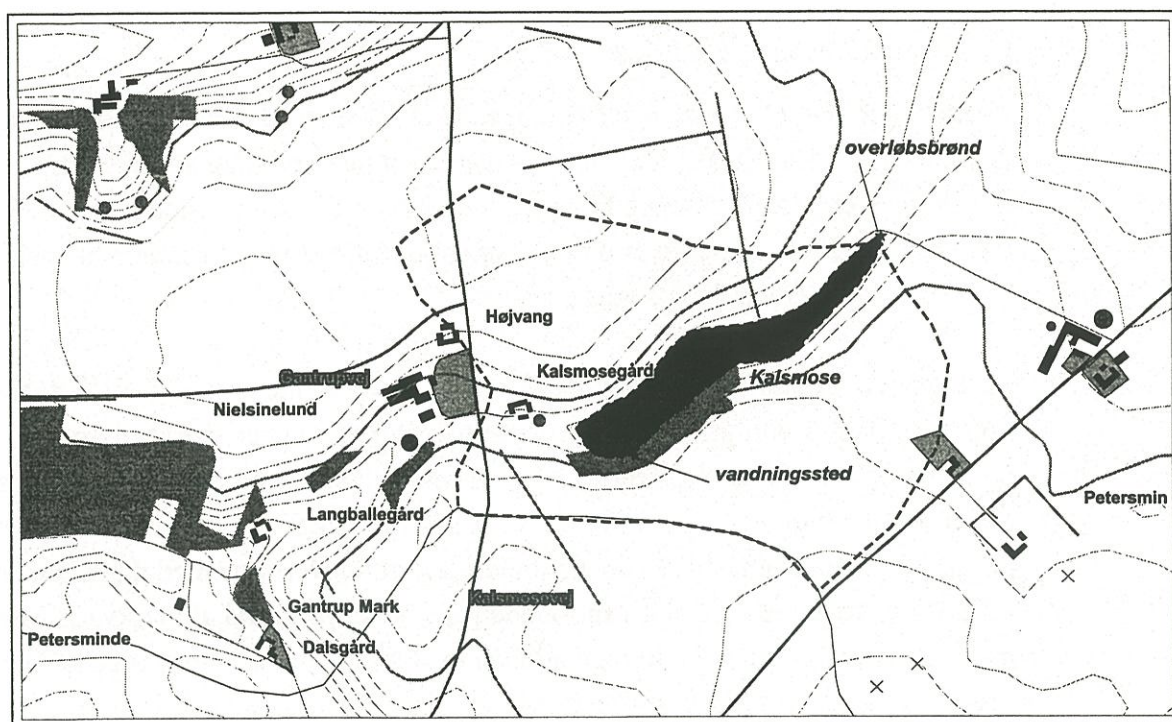 overløbsbrønd
Højvang
Gantrupvej
Kalsmosegård
Kalsmose
Nielsinelund
vandningssted
Langballegård
Petersmin
Gantrup Mark
Kalsmosevej
Petersminde
Dalsgård